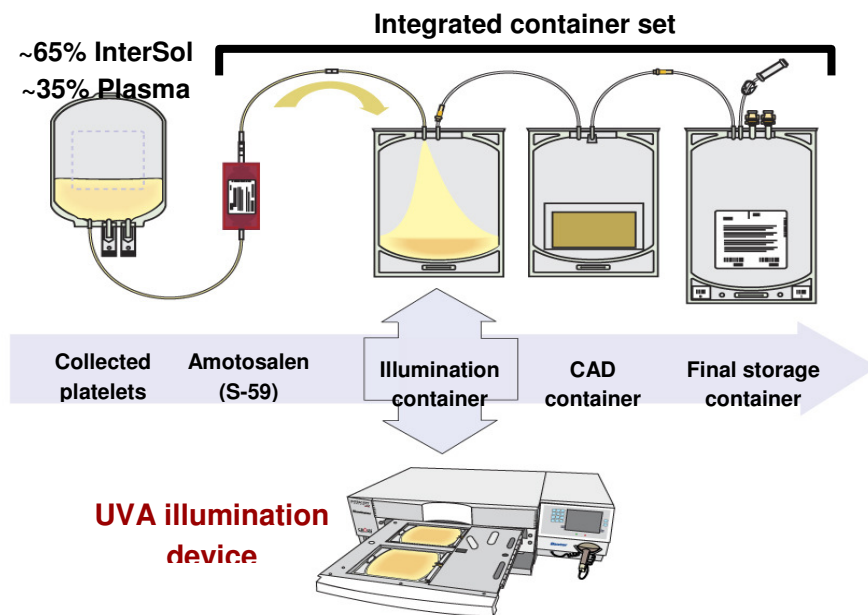 Integrated container set
~65% InterSol
~35% Plasma
Collected
platelets
Amotosalen
(S-59)
Illumination
container
CAD
container
Final storage
container
UVA illumination
device